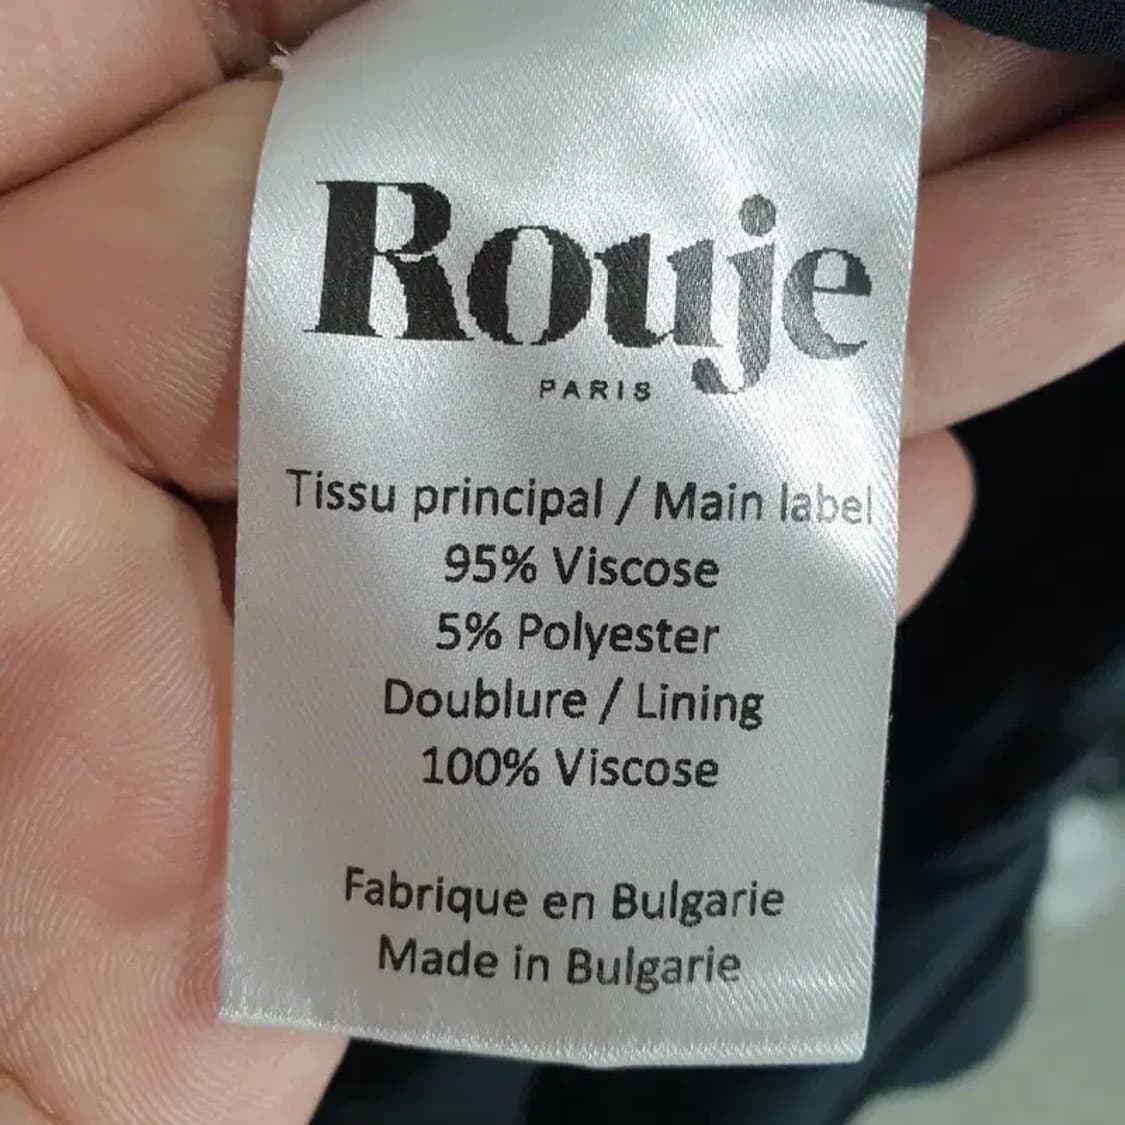 Rouje
PARIS
Tissu principal / Main label
95% Viscose
5% Polyester
Doublure / Lining
100% Viscose
Fabrique en Bulgarie
Made in Bulgarie